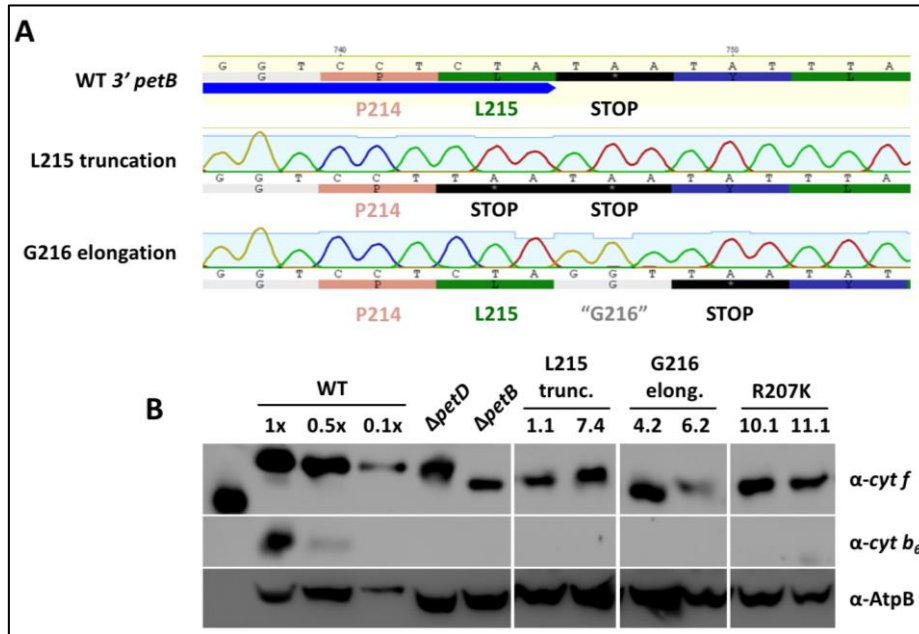 A
740 750
G G T C C T C T A T A A T A T T T A
G P L * Y L
WT 3' petB
P214 L215 STOP
L215 truncation
G G T C C T T A A T A A T A T T T A
G P * * Y L
P214 STOP STOP
G216 elongation
G G T C C T C T A G G T T A A T A T
G P L G * Y
P214 L215 “G216” STOP
B
WT ΔpetD ΔpetB L215 trunc. G216 elong. R207K
1x 0.5x 0.1x 1.1 7.4 4.2 6.2 10.1 11.1
α-cyt f
α-cyt b6
α-AtpB